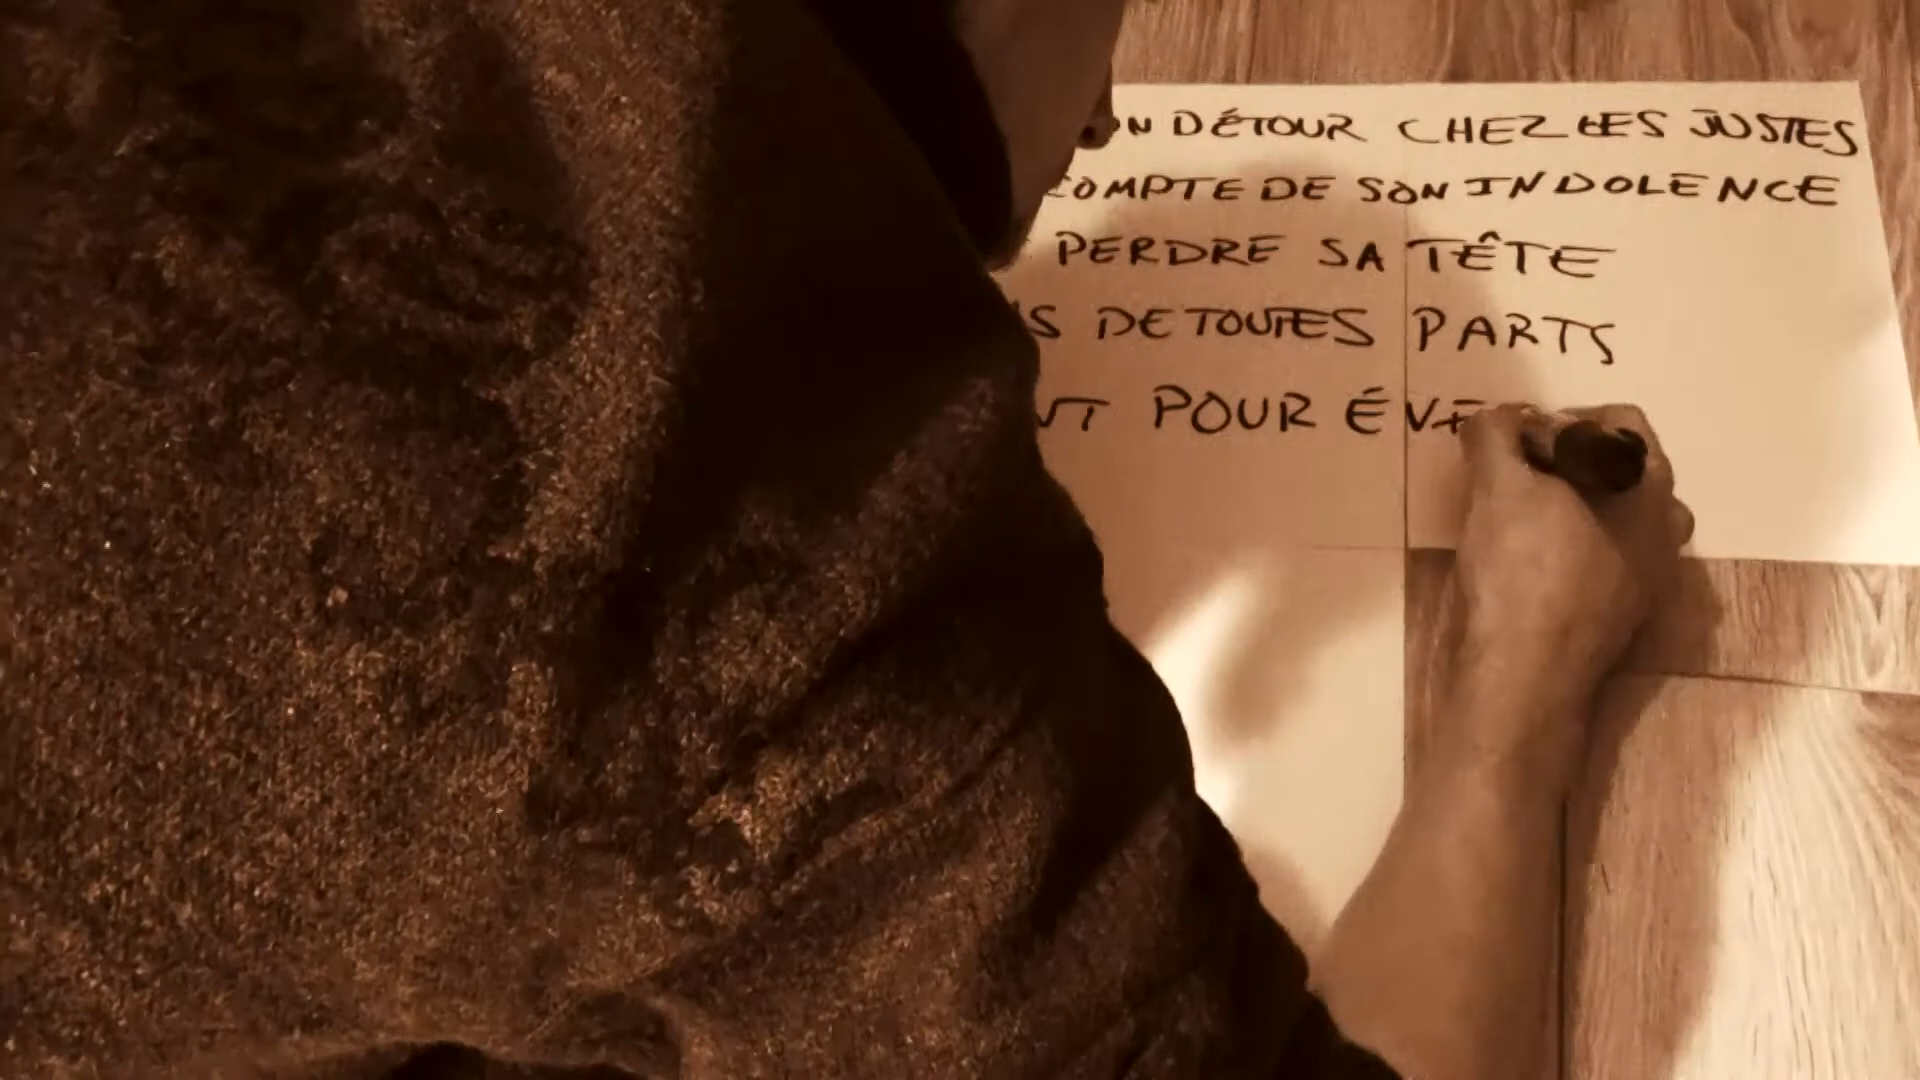 DÉTOUR CHEZ LES JUSTES
COMPTE DE SON INDOLENCE
PERDRE SA TÊTE
DE TOUTES PARTS
POUR